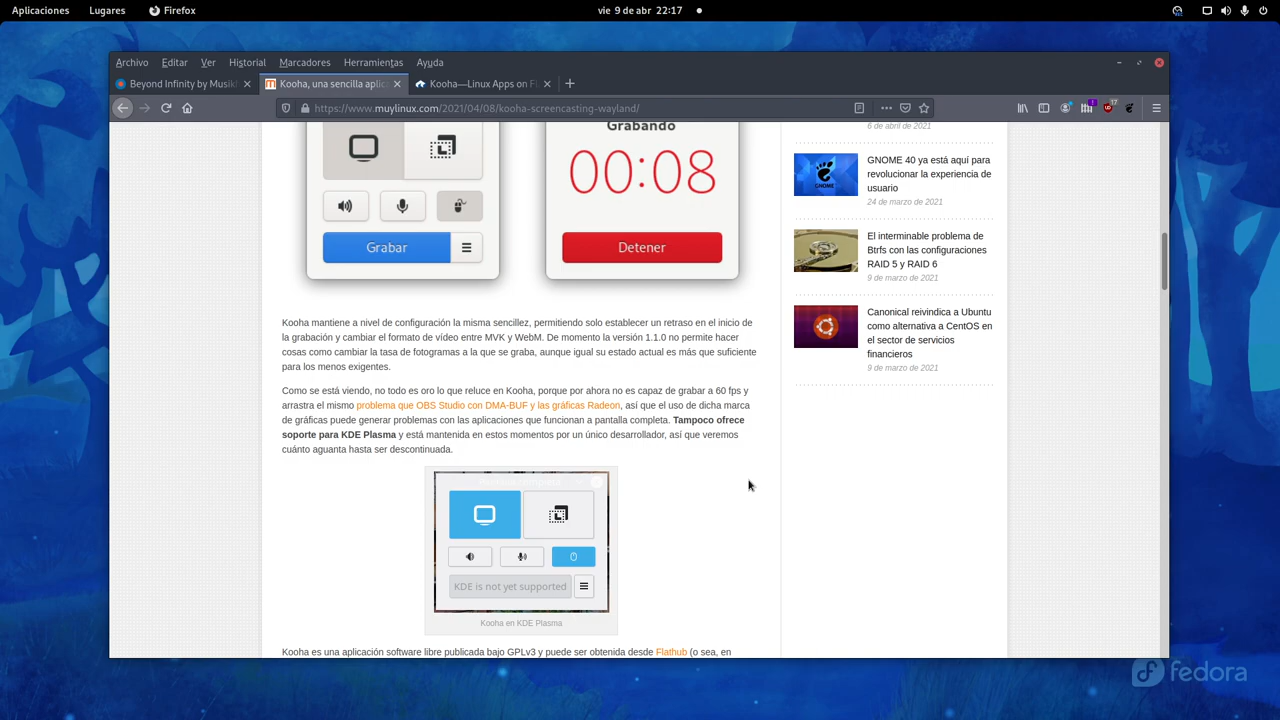 Aplicaciones Lugares Firefox vie 9 de abr 22:17
Archivo Editar Ver Historial Marcadores Herramientas Ayuda
Beyond Infinity by Musikh Kooha, una sencilla aplic Kooha—Linux Apps on Fl
https://www.muylinux.com/2021/04/08/kooha-screencasting-wayland/
17
Grabando
00:08
Grabar
Detener
Kooha mantiene a nivel de configuración la misma sencillez, permitiendo solo establecer un retraso en el inicio de
la grabación y cambiar el formato de vídeo entre MVK y WebM. De momento la versión 1.1.0 no permite hacer
cosas como cambiar la tasa de fotogramas a la que se graba, aunque igual su estado actual es más que suficiente
para los menos exigentes.
Como se está viendo, no todo es oro lo que reluce en Kooha, porque por ahora no es capaz de grabar a 60 fps y
arrastra el mismo problema que OBS Studio con DMA-BUF y las gráficas Radeon, así que el uso de dicha marca
de gráficas puede generar problemas con las aplicaciones que funcionan a pantalla completa. Tampoco ofrece
soporte para KDE Plasma y está mantenida en estos momentos por un único desarrollador, así que veremos
cuánto aguanta hasta ser descontinuada.
KDE is not yet supported
Kooha en KDE Plasma
Kooha es una aplicación software libre publicada bajo GPLv3 y puede ser obtenida desde Flathub (o sea, en
6 de abril de 2021
GNOME
GNOME 40 ya está aquí para
revolucionar la experiencia de
usuario
24 de marzo de 2021
El interminable problema de
Btrfs con las configuraciones
RAID 5 y RAID 6
9 de marzo de 2021
Canonical reivindica a Ubuntu
como alternativa a CentOS en
el sector de servicios
financieros
9 de marzo de 2021
fedora